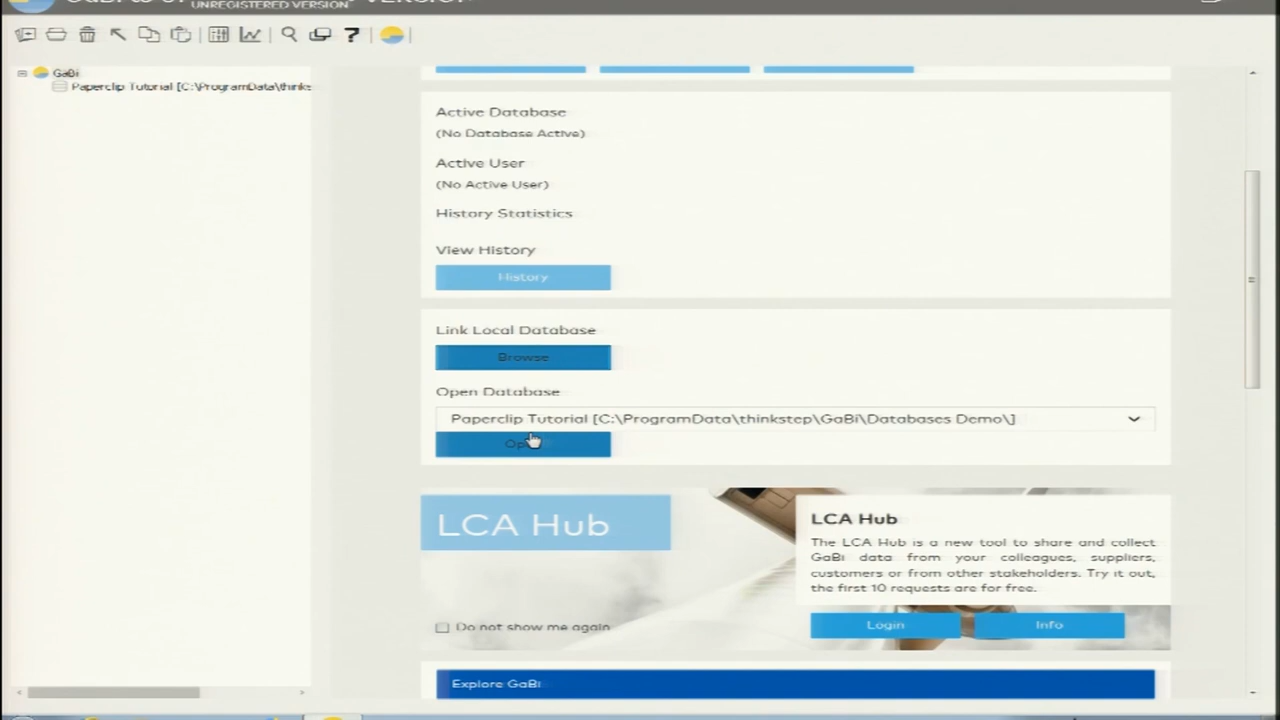 UNREGISTERED VERSION
GaBi
Paperclip Tutorial [C:\ProgramData\thinks
Active Database
(No Database Active)
Active User
(No Active User)
History Statistics
View History
History
Link Local Database
Browse
Open Database
Paperclip Tutorial [C:\ProgramData\thinkstep\GaBi\Databases Demo\]
LCA Hub
LCA Hub
The LCA Hub is a new tool to share and collect
GaBi data from your colleagues, suppliers,
customers or from other stakeholders. Try it out,
the first 10 requests are for free.
Do not show me again
Login
Info
Explore GaBi